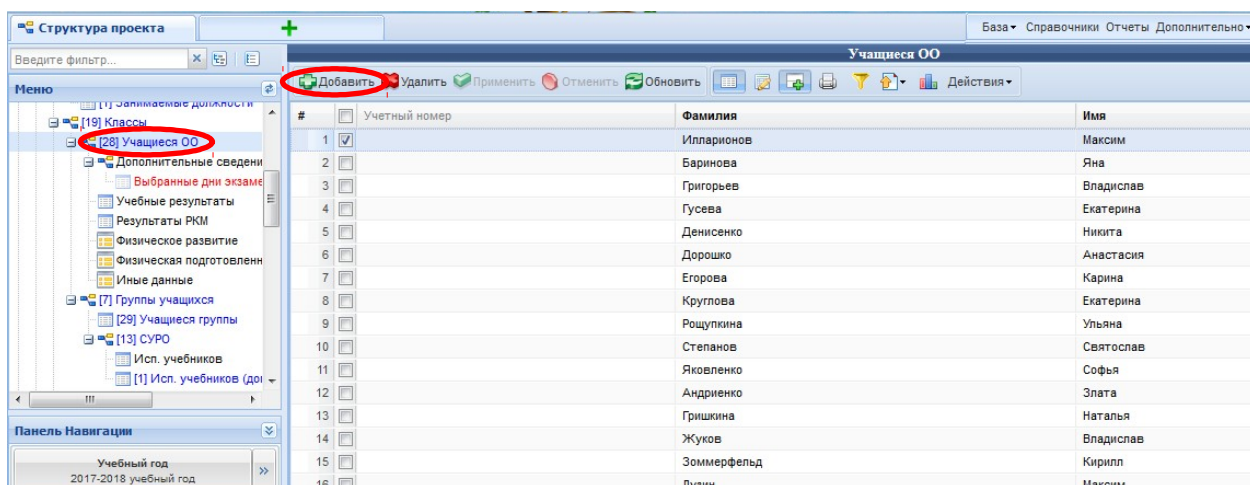 Структура проекта
База Справочники Отчеты Дополнительно
Введите фильтр...
Учащиеся ОО
Меню
Добавить Удалить Применить Отменить Обновить Действия
[1] Занимаемые должности
[19] Классы
[28] Учащиеся ОО
Дополнительные сведени
Выбранные дни экзаме
Учебные результаты
Результаты РКМ
Физическое развитие
Физическая подготовленн
Иные данные
[7] Группы учащихся
[29] Учащиеся группы
[13] СУРО
Исп. учебников
[1] Исп. учебников (доп
Панель Навигации
Учебный год
2017-2018 учебный год
# Учетный номер Фамилия Имя
1 Илларионов Максим
2 Баринова Яна
3 Григорьев Владислав
4 Гусева Екатерина
5 Денисенко Никита
6 Дорошко Анастасия
7 Егорова Карина
8 Круглова Екатерина
9 Рощупкина Ульяна
10 Степанов Святослав
11 Яковленко Софья
12 Андриенко Злата
13 Гришкина Наталья
14 Жуков Владислав
15 Зоммерфельд Кирилл
16 Максим